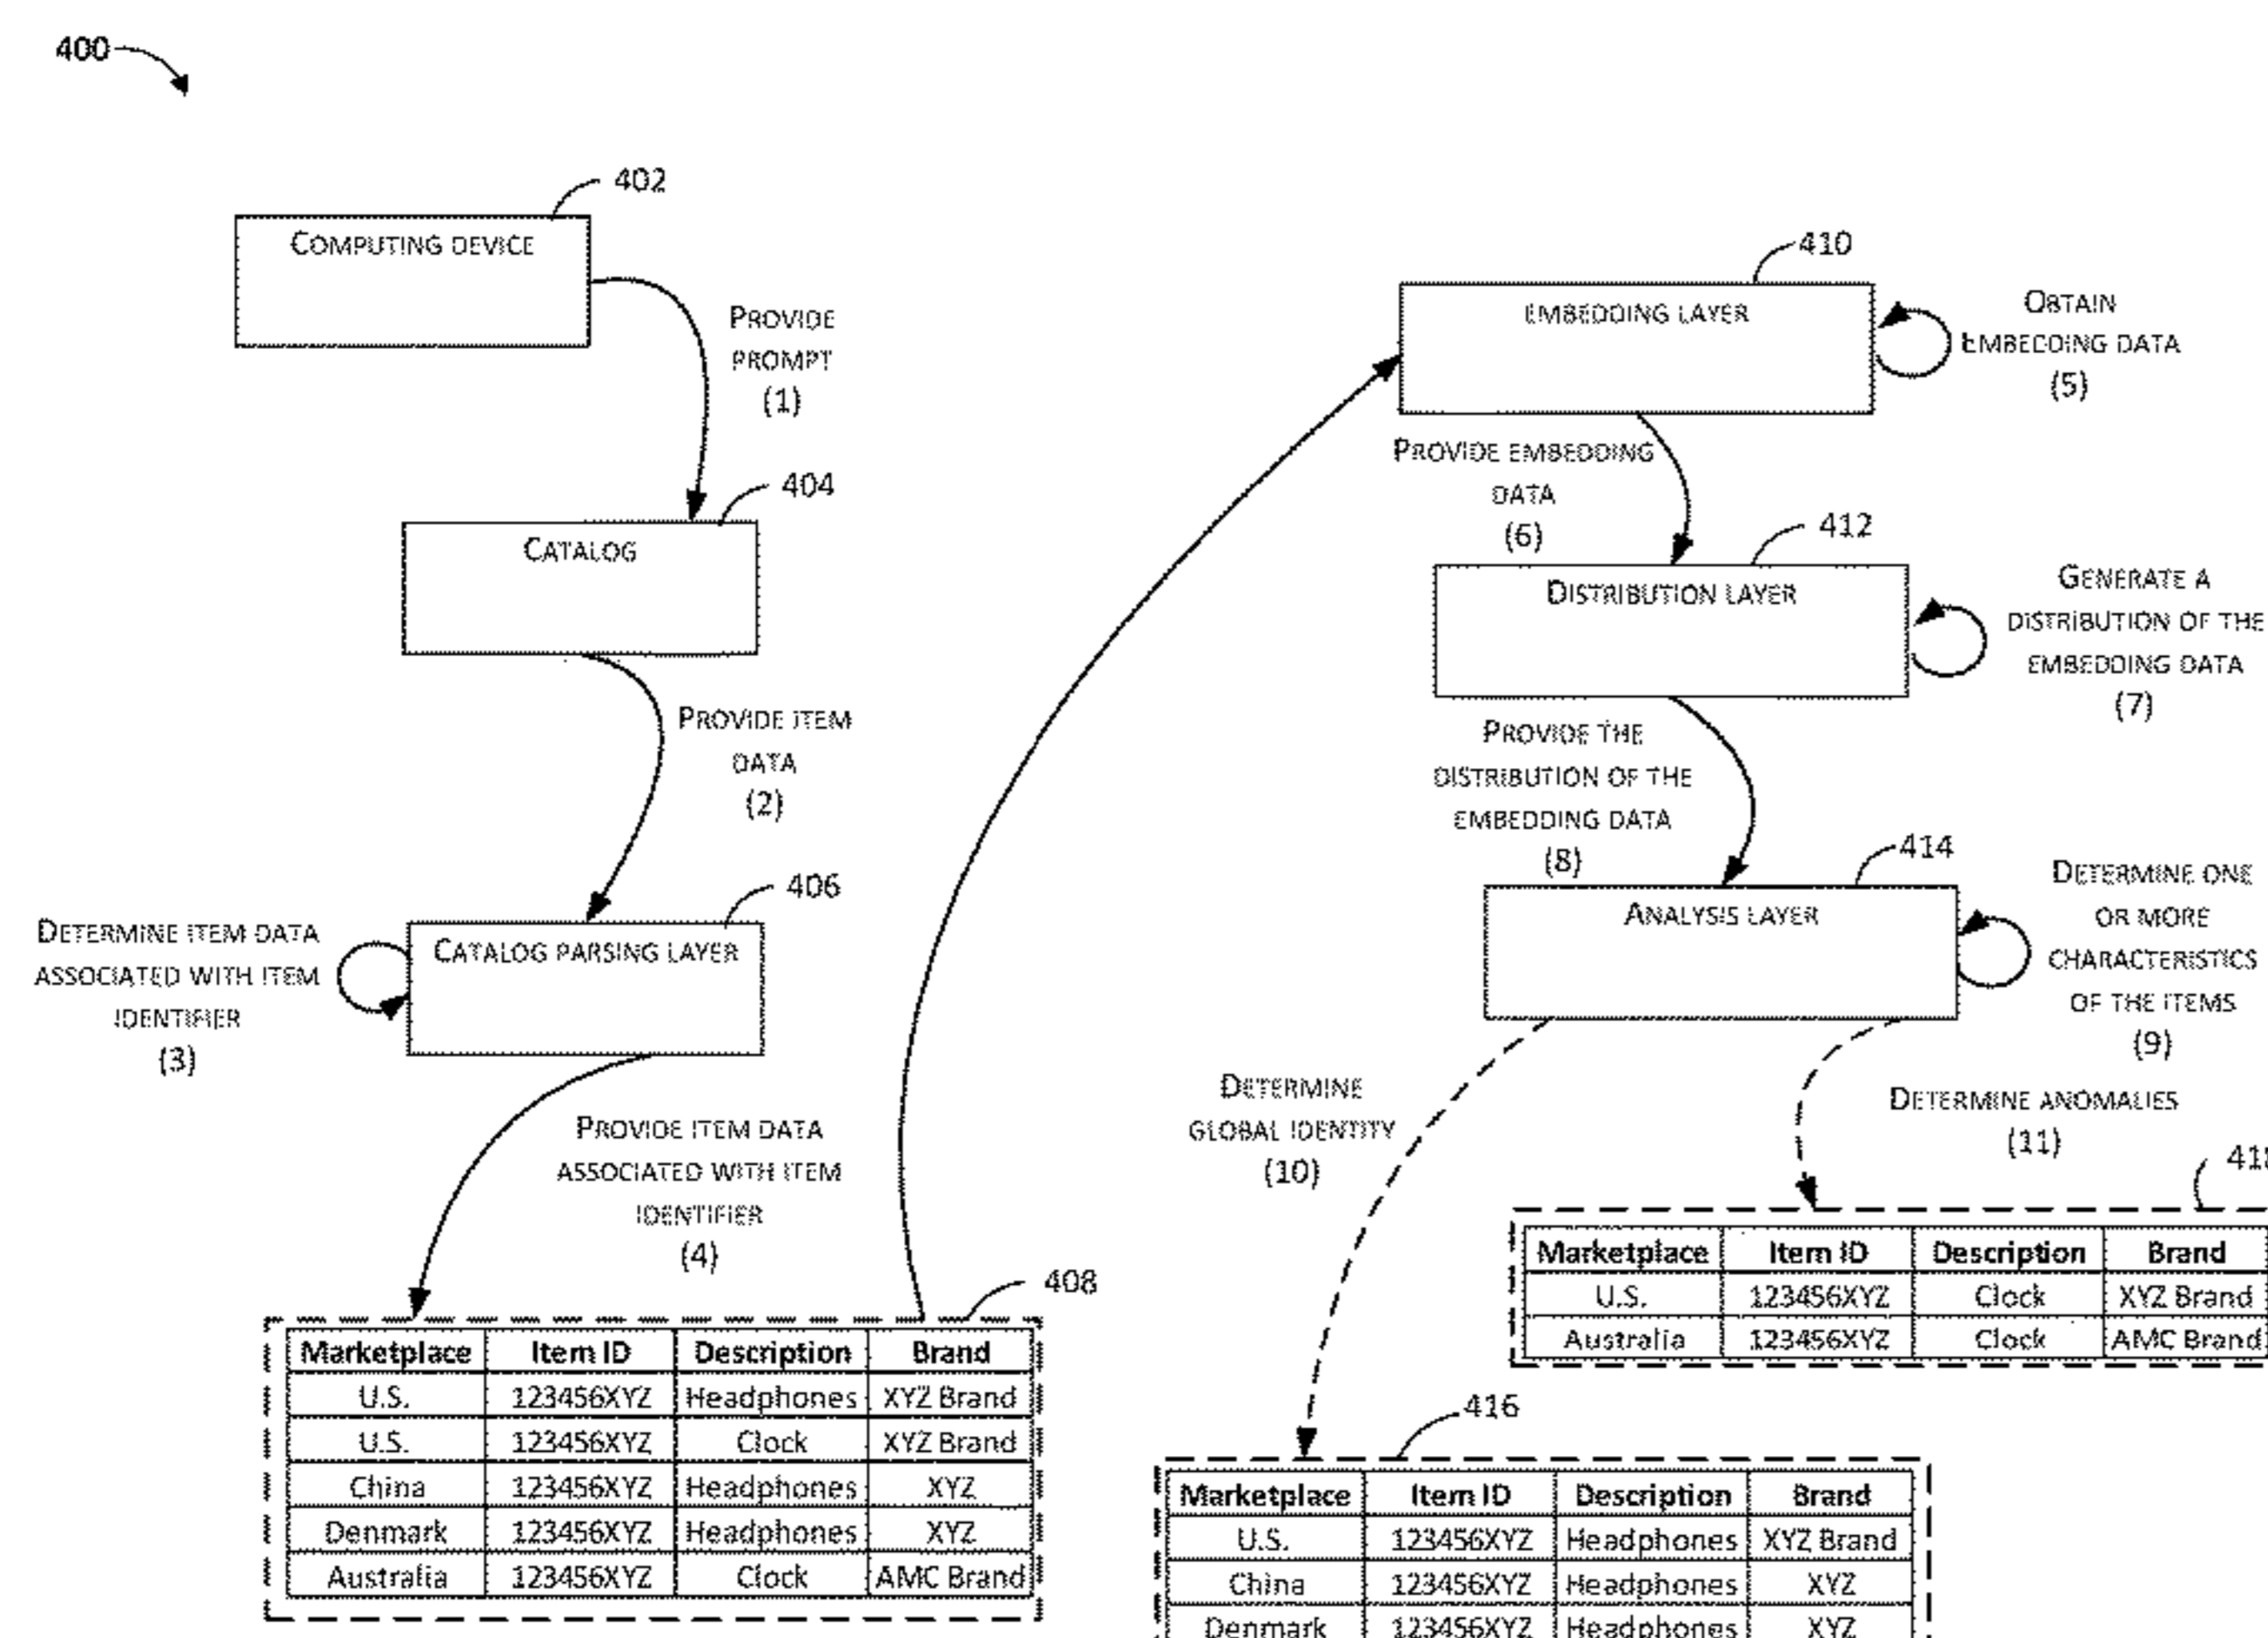 400
402
COMPUTING DEVICE
PROVIDE
PROMPT
(1)
404
CATALOG
PROVIDE ITEM
DATA
(2)
406
CATALOG PARSING LAYER
DETERMINE ITEM DATA
ASSOCIATED WITH ITEM
IDENTIFIER
(3)
PROVIDE ITEM DATA
ASSOCIATED WITH ITEM
IDENTIFIER
(4)
408
Marketplace Item ID Description Brand
U.S. 123456XYZ Headphones XYZ Brand
U.S. 123456XYZ Clock XYZ Brand
China 123456XYZ Headphones XYZ
Denmark 123456XYZ Headphones XYZ
Australia 123456XYZ Clock AMC Brand
410
EMBEDDING LAYER
OBTAIN
EMBEDDING DATA
(5)
PROVIDE EMBEDDING
DATA
(6)
412
DISTRIBUTION LAYER
GENERATE A
DISTRIBUTION OF THE
EMBEDDING DATA
(7)
PROVIDE THE
DISTRIBUTION OF THE
EMBEDDING DATA
(8)
414
ANALYSIS LAYER
DETERMINE ONE
OR MORE
CHARACTERISTICS
OF THE ITEMS
(9)
DETERMINE
GLOBAL IDENTITY
(10)
DETERMINE ANOMALIES
(11)
Marketplace Item ID Description Brand
U.S. 123456XYZ Clock XYZ Brand
Australia 123456XYZ Clock AMC Brand
416
Marketplace Item ID Description Brand
U.S. 123456XYZ Headphones XYZ Brand
China 123456XYZ Headphones XYZ
Denmark 123456XYZ Headphones XYZ